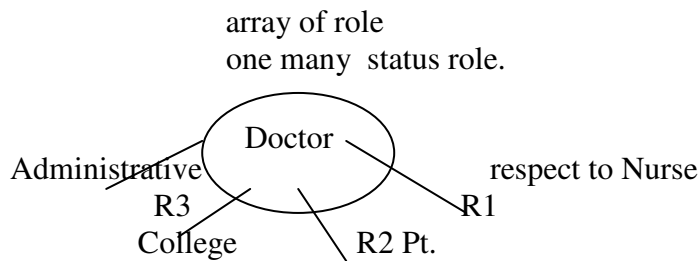 array of role
one many status role.
Doctor
Administrative respect to Nurse
R3 R1
College R2 Pt.